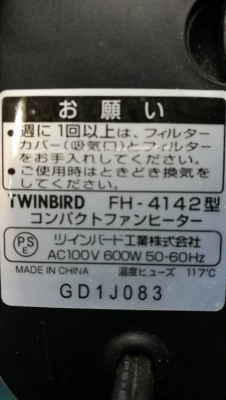 お願い
●週に1回以上は、フィルター
カバー(吸気口)とフィルター
をお手入れしてください。
●ご使用時はときどき換気を
してください。
TWINBIRD FH-4142型
コンパクトファンヒーター
PS E ツインバード工業株式会社
AC100V 600W 50-60Hz
MADE IN CHINA 温度ヒューズ 117℃
GD1J083